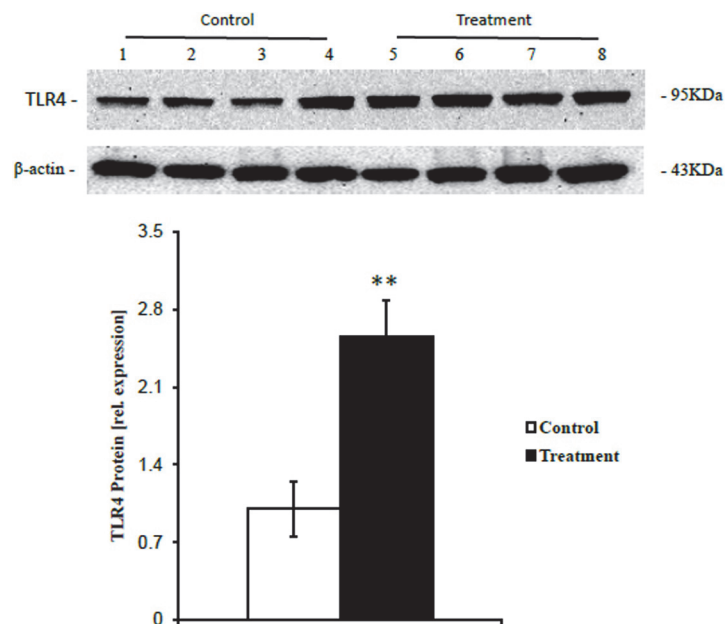 Control Treatment
1 2 3 4 5 6 7 8
TLR4 - - 95KDa
β-actin - - 43KDa
3.5
**
2.8
2.1
1.4
0.7
0
TLR4 Protein [rel. expression]
Control
Treatment